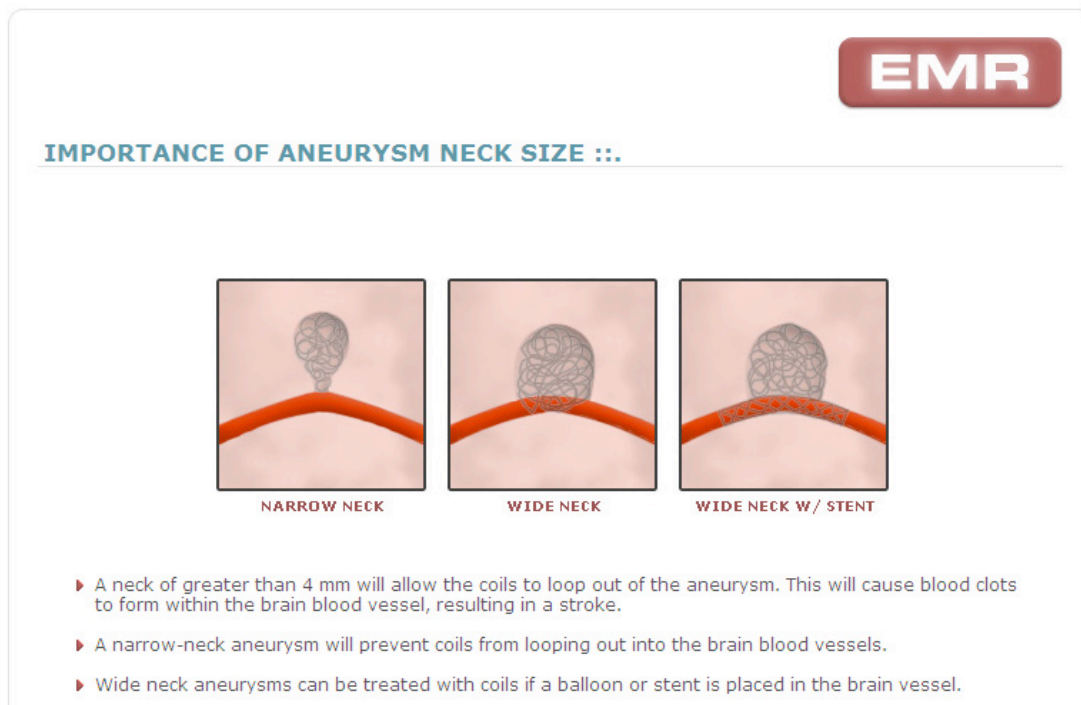 EMR
IMPORTANCE OF ANEURYSM NECK SIZE ::.
NARROW NECK
WIDE NECK
WIDE NECK W/ STENT
A neck of greater than 4 mm will allow the coils to loop out of the aneurysm. This will cause blood clots
to form within the brain blood vessel, resulting in a stroke.
A narrow-neck aneurysm will prevent coils from looping out into the brain blood vessels.
Wide neck aneurysms can be treated with coils if a balloon or stent is placed in the brain vessel.